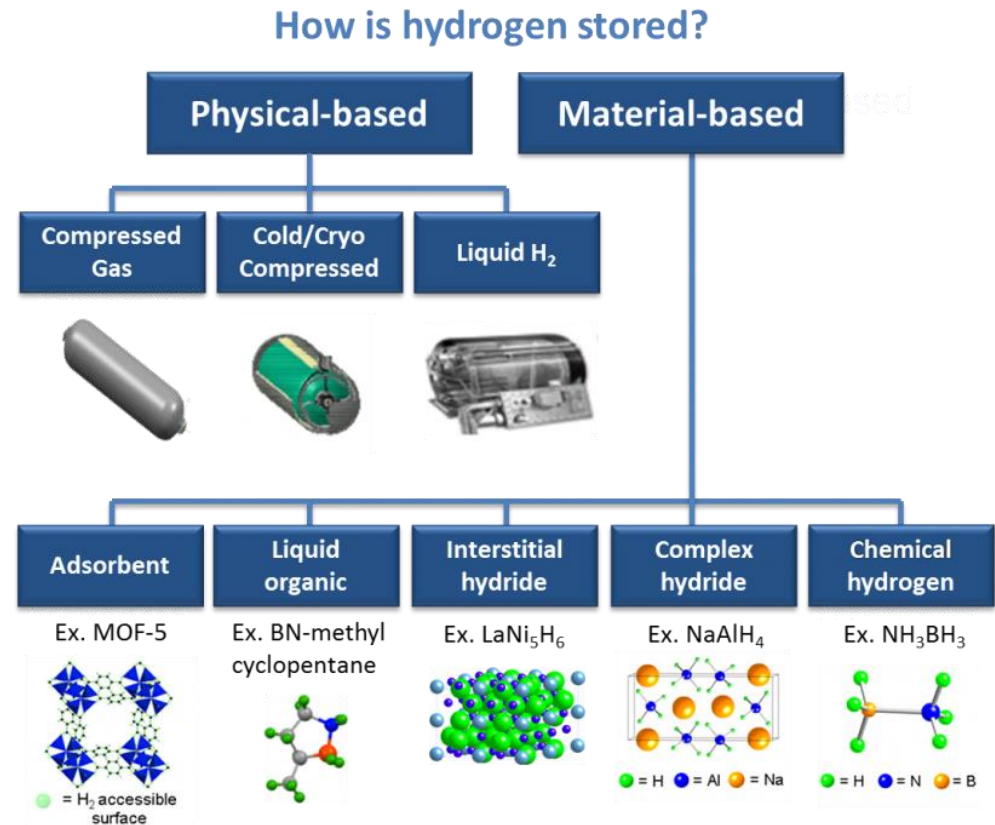 How is hydrogen stored?
Physical-based
Material-based
Compressed
Gas
Cold/Cryo
Compressed
Liquid H₂
Adsorbent
Liquid
organic
Interstitial
hydride
Complex
hydride
Chemical
hydrogen
Ex. MOF-5
Ex. BN-methyl
cyclopentane
Ex. LaNi₅H₆
Ex. NaAlH₄
Ex. NH₃BH₃
= H₂ accessible
surface
= H = Al = Na
= H = N = B